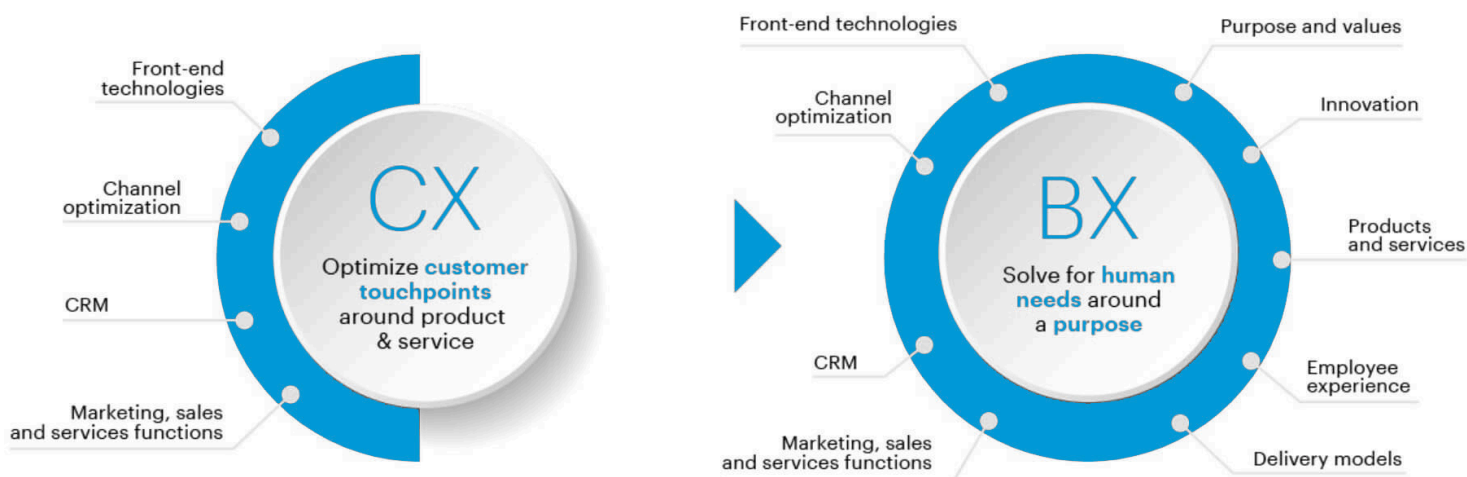 Front-end
technologies
Channel
optimization
CRM
Marketing, sales
and services functions
CX
Optimize customer
touchpoints
around product
& service
Front-end technologies
Channel
optimization
CRM
Marketing, sales
and services functions
BX
Solve for human
needs around
a purpose
Purpose and values
Innovation
Products
and services
Employee
experience
Delivery models